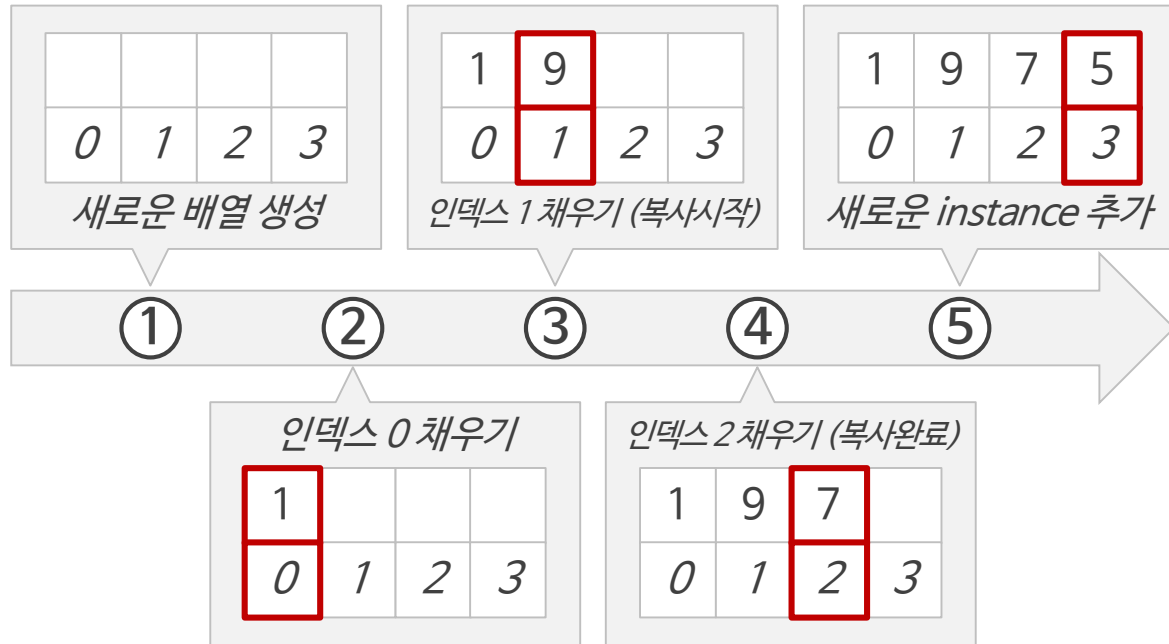 0 1 2 3
새로운 배열 생성
1 9
0 1 2 3
인덱스 1 채우기 (복사시작)
1 9 7 5
0 1 2 3
새로운 instance 추가
① ② ③ ④ ⑤
인덱스 0 채우기
1
0 1 2 3
인덱스 2 채우기 (복사완료)
1 9 7
0 1 2 3